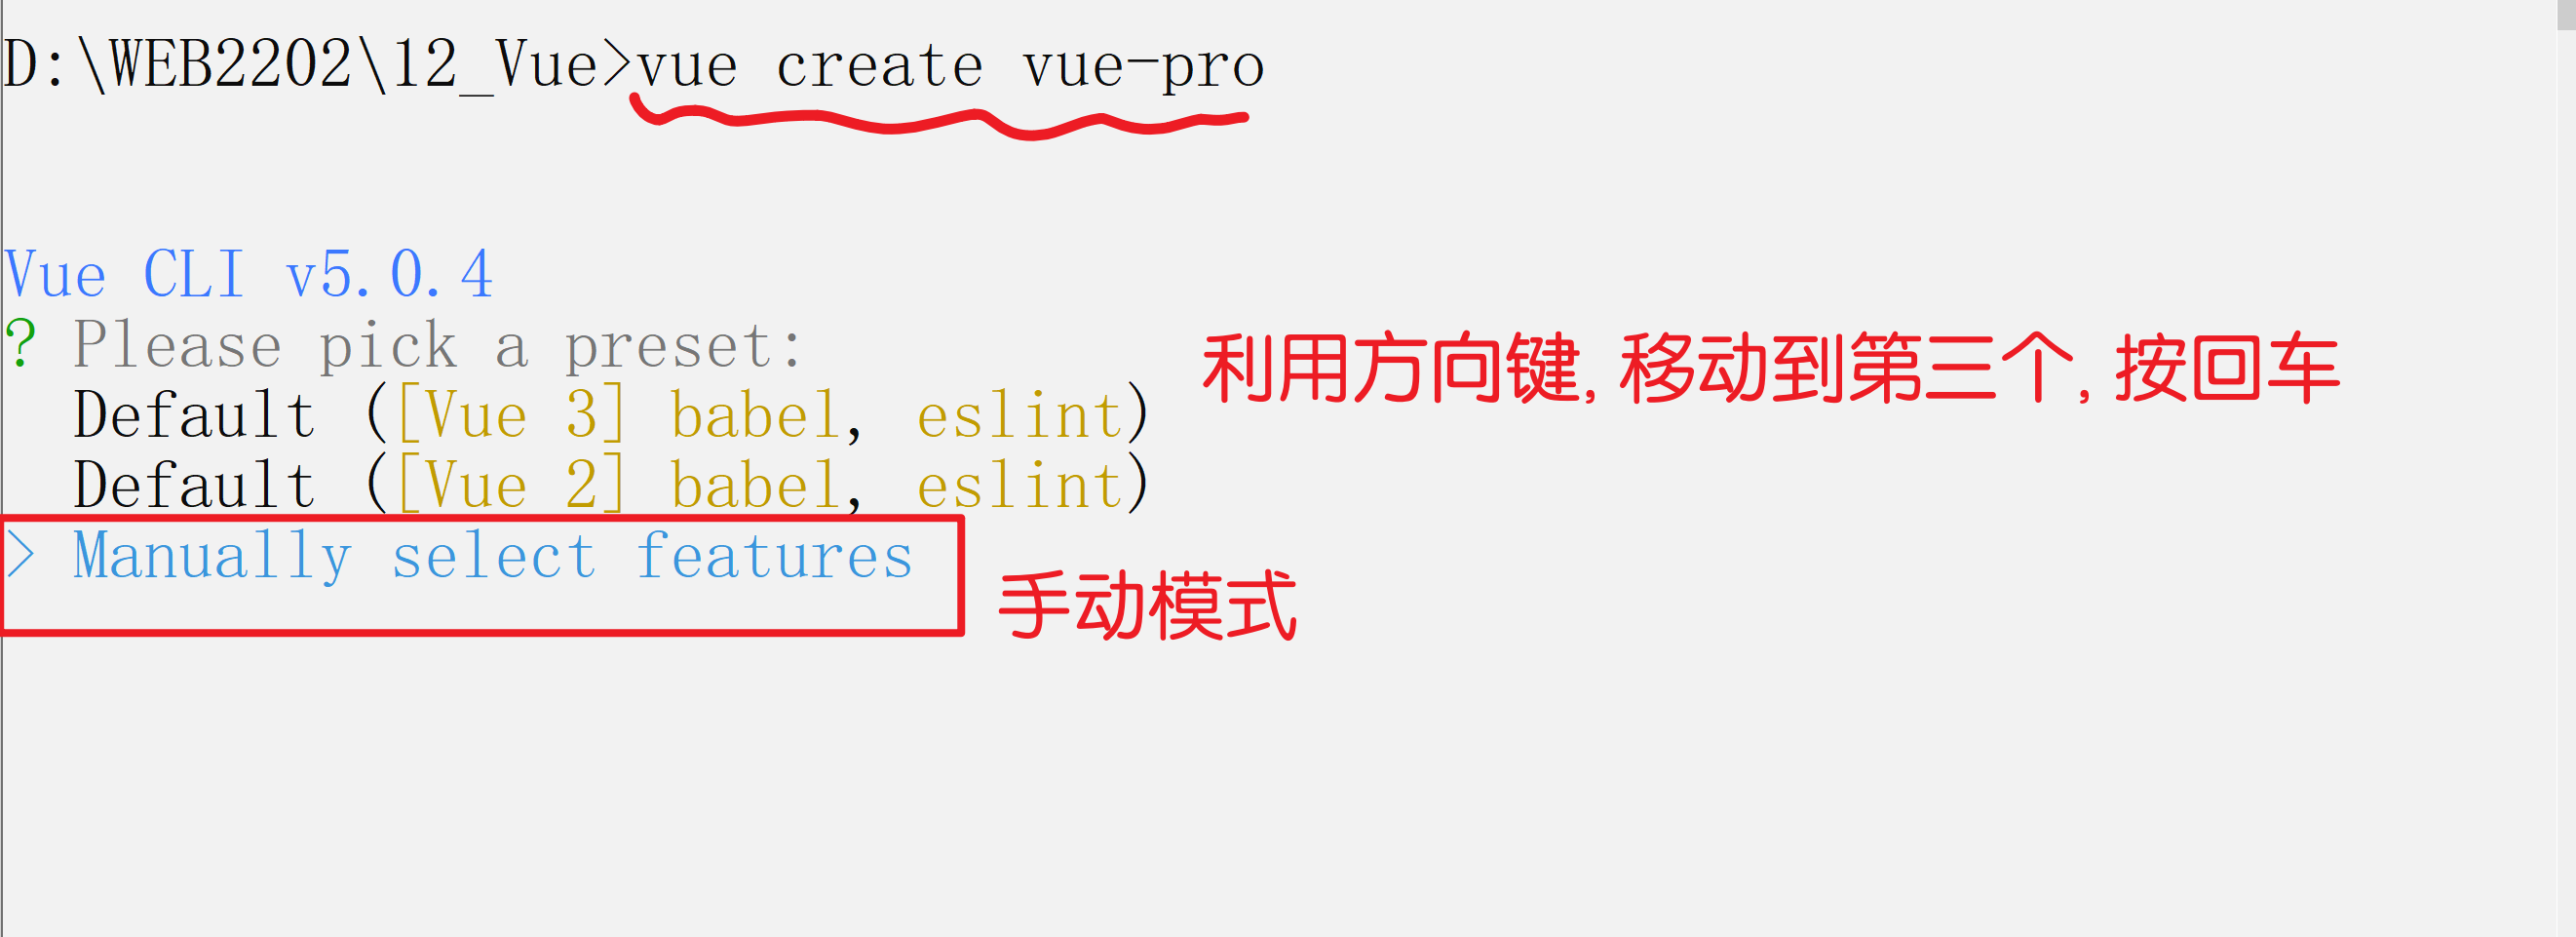 D:\WEB2202\12_Vue>vue create vue-pro
Vue CLI v5.0.4
? Please pick a preset:
利用方向键,移动到第三个,按回车
Default ([Vue 3] babel, eslint)
Default ([Vue 2] babel, eslint)
> Manually select features
手动模式